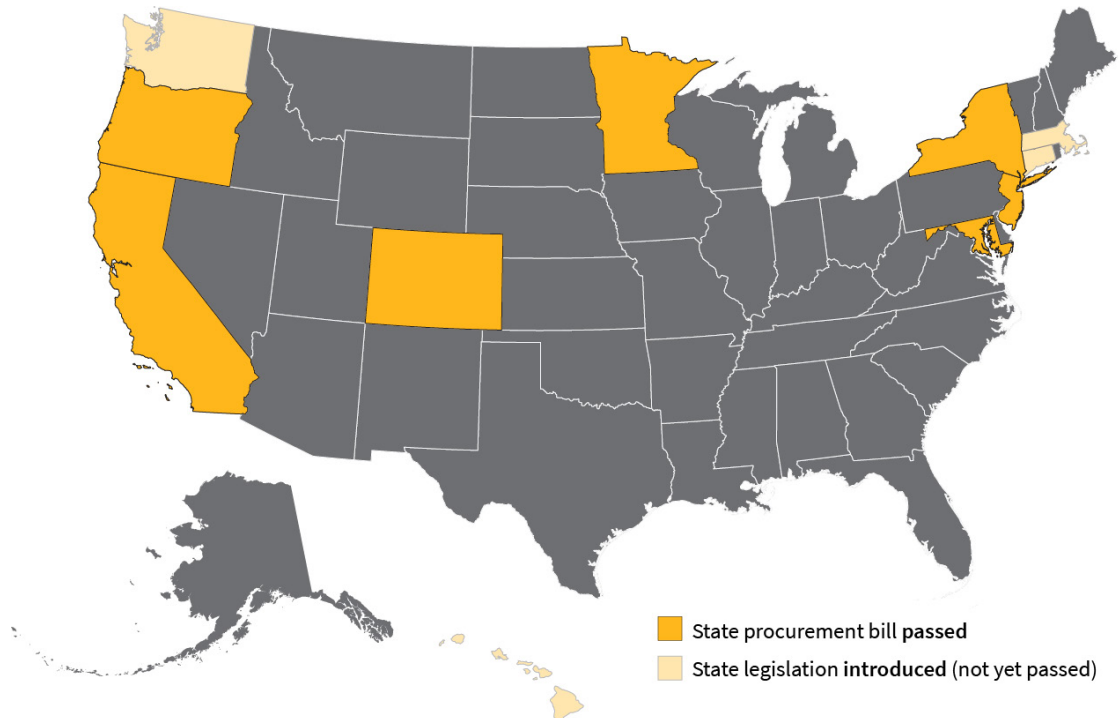 State procurement bill passed
State legislation introduced (not yet passed)